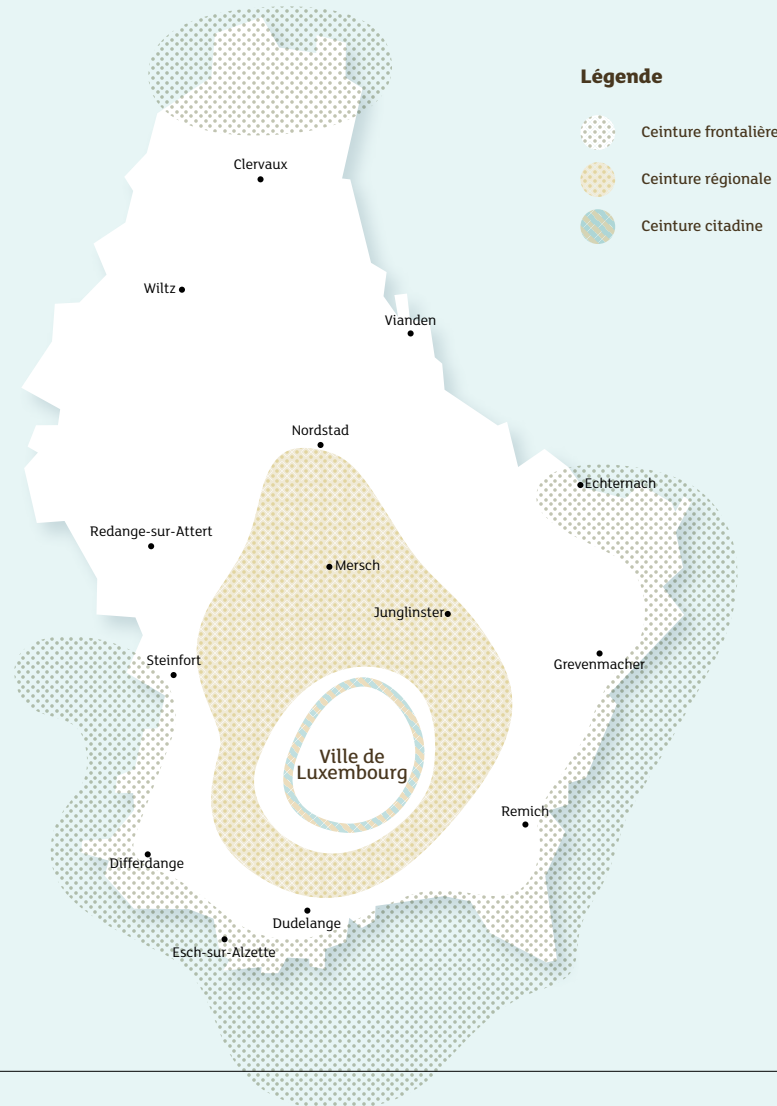 Légende
Ceinture frontalière
Ceinture régionale
Ceinture citadine
Clervaux
Wiltz
Vianden
Nordstad
Echternach
Redange-sur-Attert
Mersch
Junglinster
Steinfort
Grevenmacher
Ville de
Luxembourg
Remich
Differdange
Dudelange
Esch-sur-Alzette